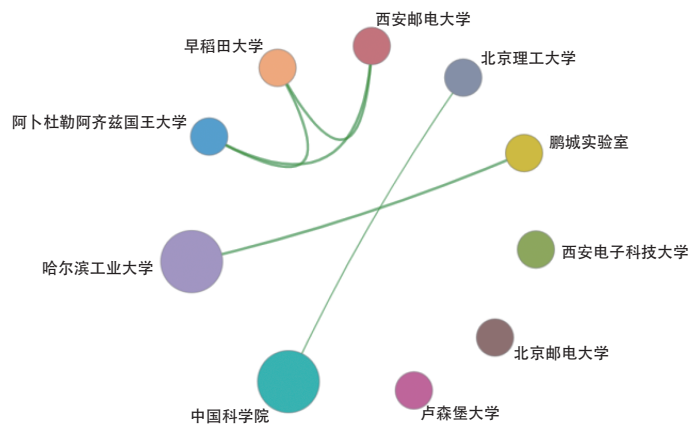 西安邮电大学
早稻田大学
北京理工大学
阿卜杜勒阿齐兹国王大学
鹏城实验室
西安电子科技大学
哈尔滨工业大学
北京邮电大学
中国科学院
卢森堡大学